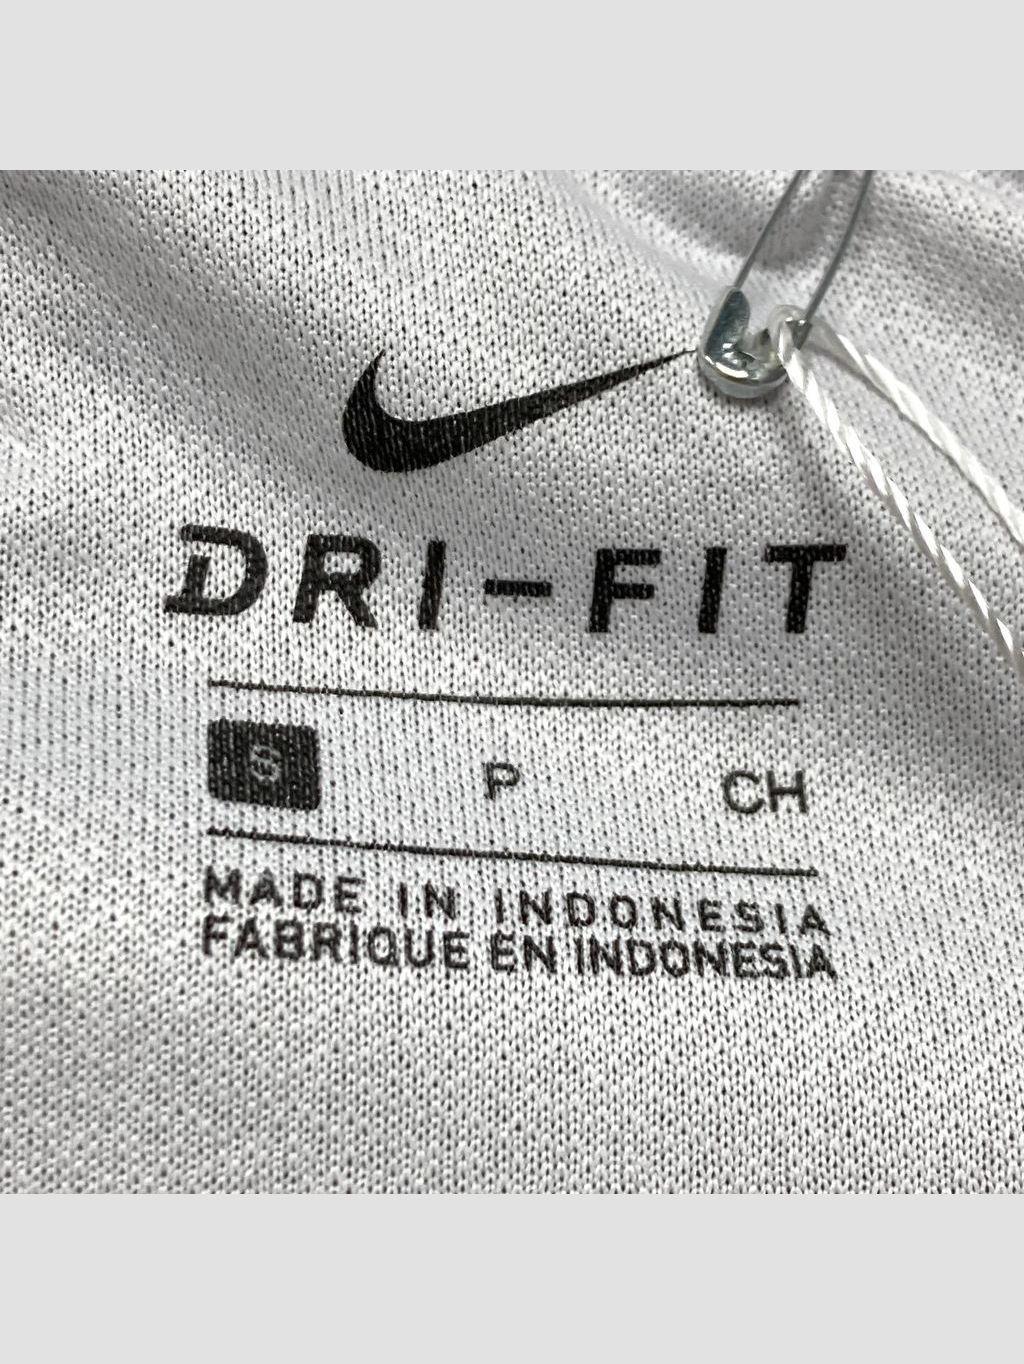 DRI-FIT
S P CH
MADE IN INDONESIA
FABRIQUE EN INDONESIA